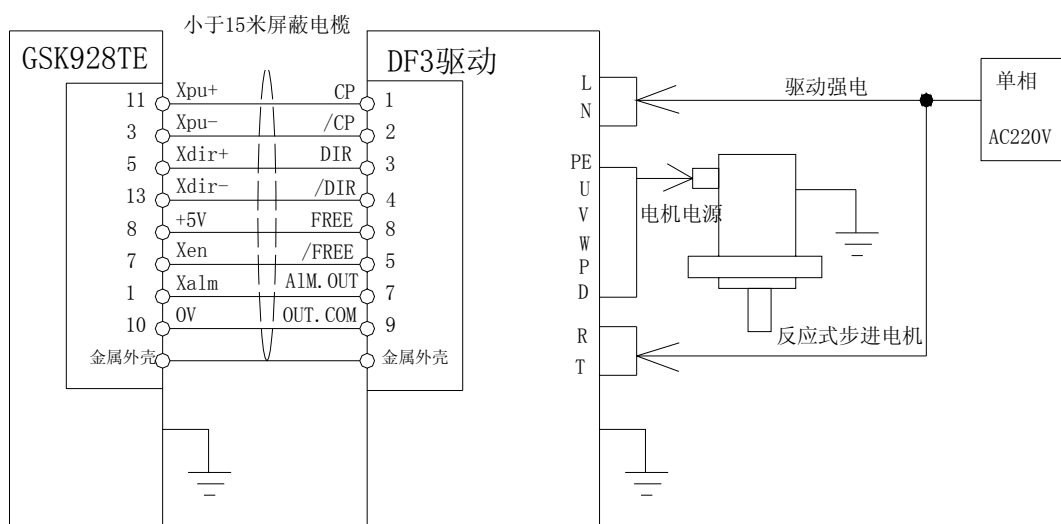 小于15米屏蔽电榄
GSK928TE
DF3驱动
11 Xpu+ CP 1
3 Xpu- /CP 2
5 Xdir+ DIR 3
13 Xdir- /DIR 4
8 +5V FREE 8
7 Xen /FREE 5
1 Xalm AlM.OUT 7
10 0V OUT.COM 9
金属外壳 金属外壳
L
N
PE
U
V
W
P
D
R
T
驱动强电
电机电源
反应式步进电机
单相
AC220V